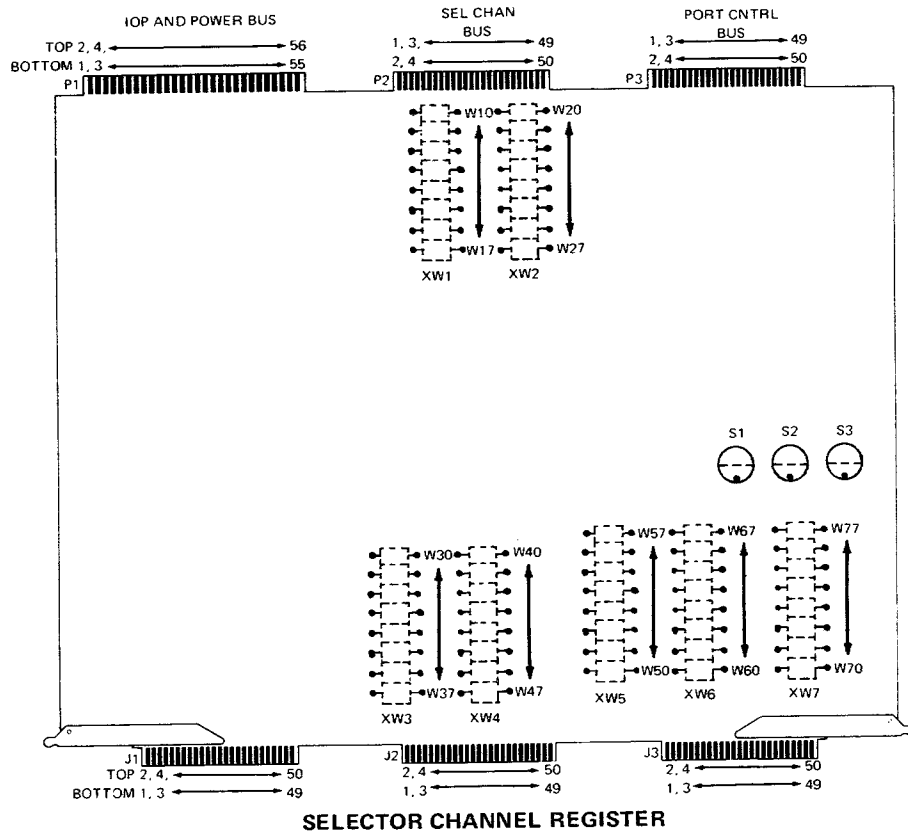 IOP AND POWER BUS
TOP 2, 4, 56
BOTTOM 1, 3 55
P1
SEL CHAN
BUS
1, 3, 49
2, 4 50
P2
PORT CNTRL
BUS
1, 3 49
2, 4 50
P3
W10
W17
XW1
W20
W27
XW2
S1 S2 S3
W30
W37
XW3
W40
W47
XW4
W57
W50
XW5
W67
W60
XW6
W77
W70
XW7
J1
TOP 2, 4, 50
BOTTOM 1, 3 49
J2
2, 4 50
1, 3 49
J3
2, 4 50
1, 3 49
SELECTOR CHANNEL REGISTER